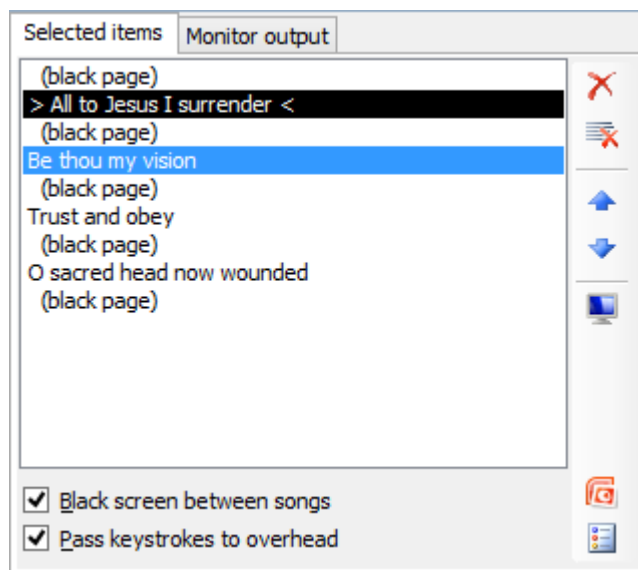 Selected items
Monitor output
(black page)
> All to Jesus I surrender <
(black page)
Be thou my vision
(black page)
Trust and obey
(black page)
O sacred head now wounded
(black page)
Black screen between songs
Pass keystrokes to overhead